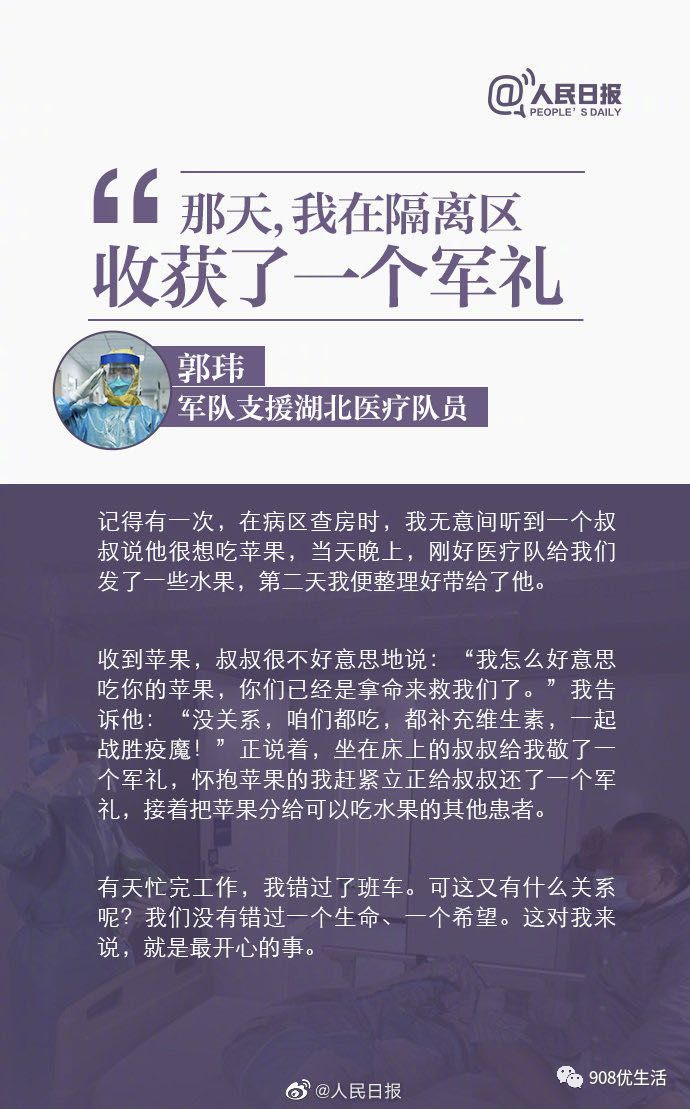 @人民日报
PEOPLE'S DAILY
“那天,我在隔离区
收获了一个军礼
郭玮
军队支援湖北医疗队员
记得有一次，在病区查房时，我无意间听到一个叔
叔说他很想吃苹果，当天晚上，刚好医疗队给我们
发了一些水果，第二天我便整理好带给了他。
收到苹果，叔叔很不好意思地说：“我怎么好意思
吃你的苹果，你们已经是拿命来救我们了。”我告
诉他：“没关系，咱们都吃，都补充维生素，一起
战胜疫魔！”正说着，坐在床上的叔叔给我敬了一
个军礼，怀抱苹果的我赶紧立正给叔叔还了一个军
礼，接着把苹果分给可以吃水果的其他患者。
有天忙完工作，我错过了班车。可这又有什么关系
呢？我们没有错过一个生命、一个希望。这对我来
说，就是最开心的事。
@人民日报
908优生活